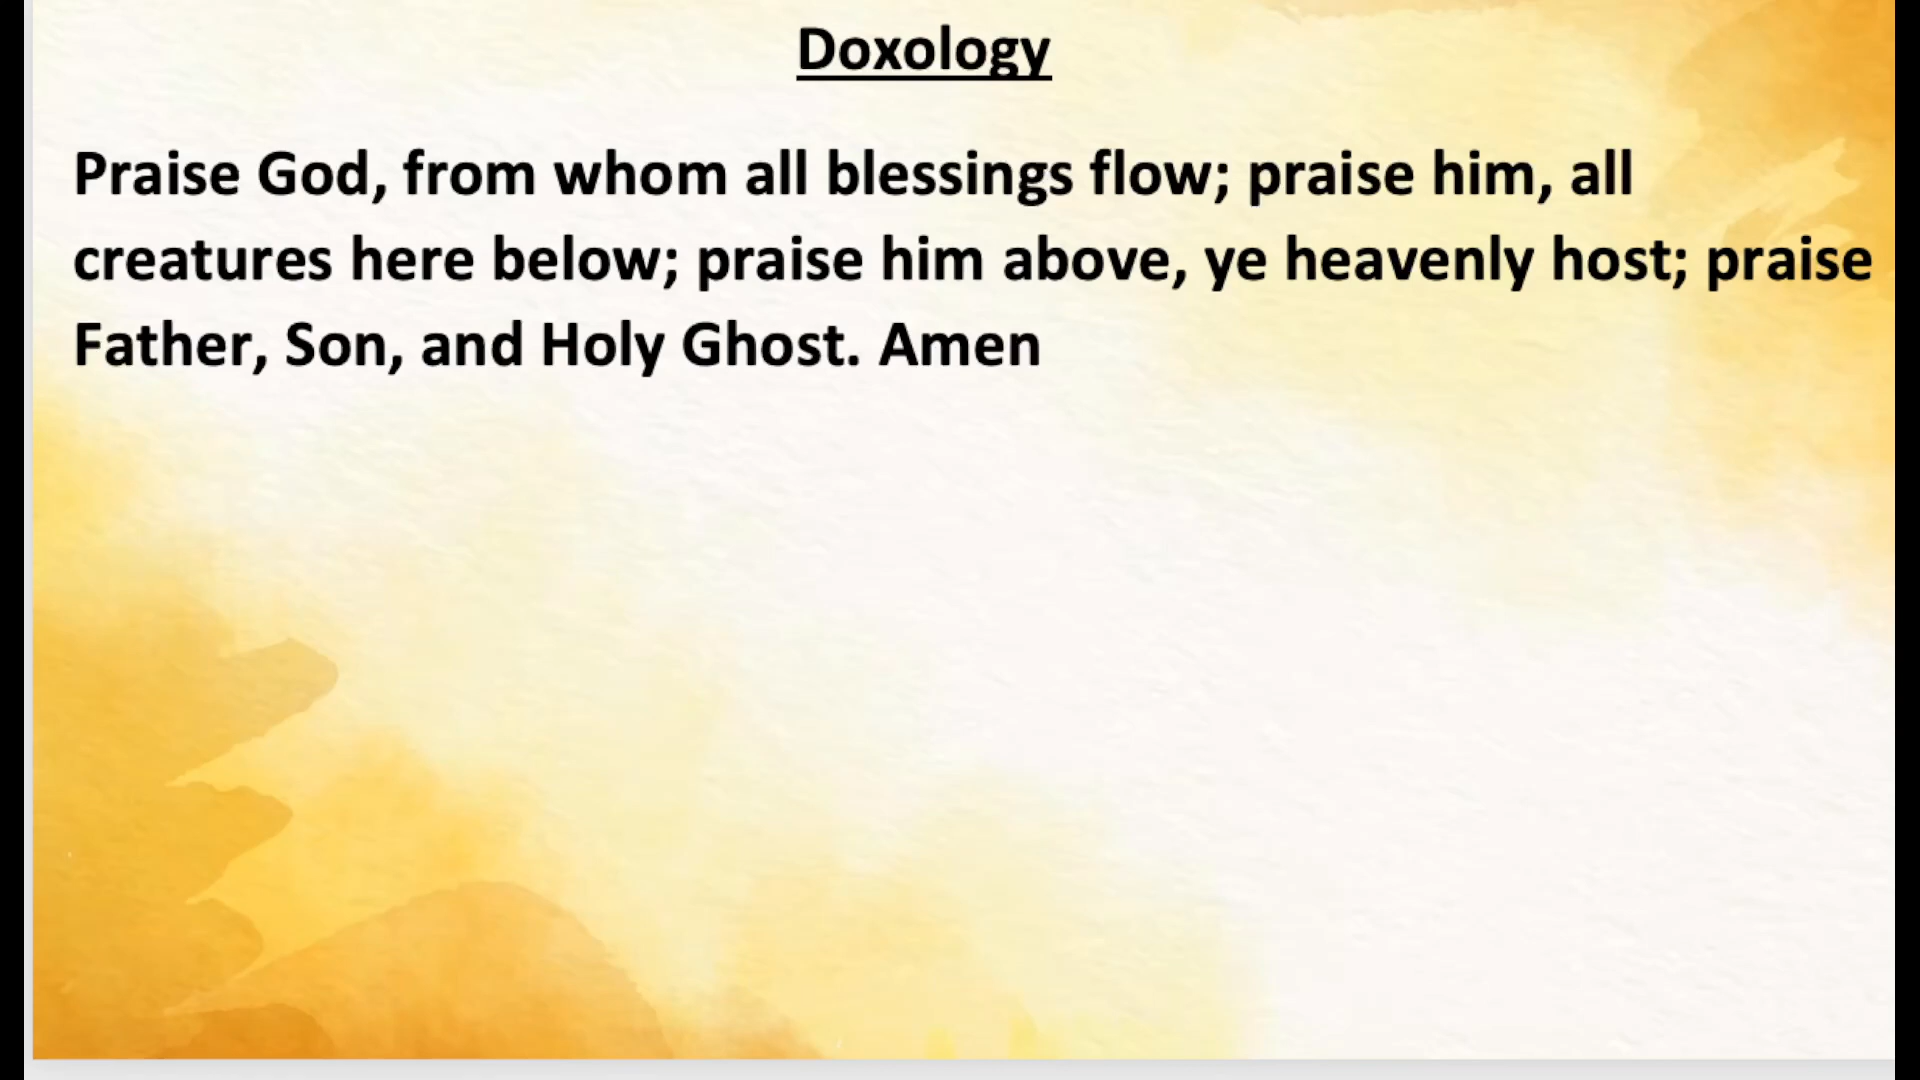 Doxology
Praise God, from whom all blessings flow; praise him, all
creatures here below; praise him above, ye heavenly host; praise
Father, Son, and Holy Ghost. Amen